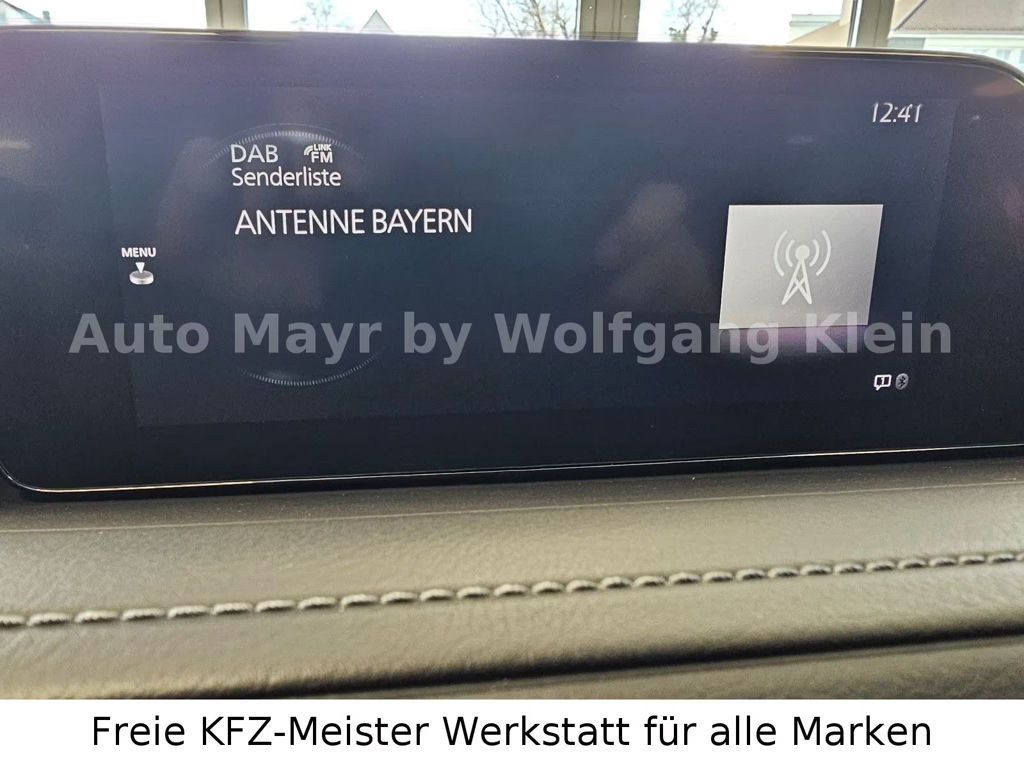 12:41
DAB LINK FM
Senderliste
ANTENNE BAYERN
MENU
Auto Mayr by Wolfgang Klein
Freie KFZ-Meister Werkstatt für alle Marken